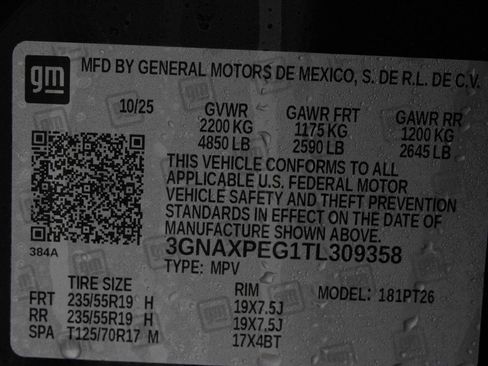 gm
MFD BY GENERAL MOTORS DE MEXICO, S. DE R.L. DE C.V.
10/25 GVWR GAWR FRT GAWR RR
2200 KG 1175 KG 1200 KG
4850 LB 2590 LB 2645 LB
THIS VEHICLE CONFORMS TO ALL
APPLICABLE U.S. FEDERAL MOTOR
VEHICLE SAFETY AND THEFT PREVENTION
STANDARDS IN EFFECT ON THE DATE OF
MANUFACTURE SHOWN ABOVE.
384A
3GNAXPEG1TL309358
TYPE: MPV
TIRE SIZE RIM MODEL: 181PT26
FRT 235/55R19 H 19X7.5J
RR 235/55R19 H 19X7.5J
SPA T125/70R17 M 17X4BT